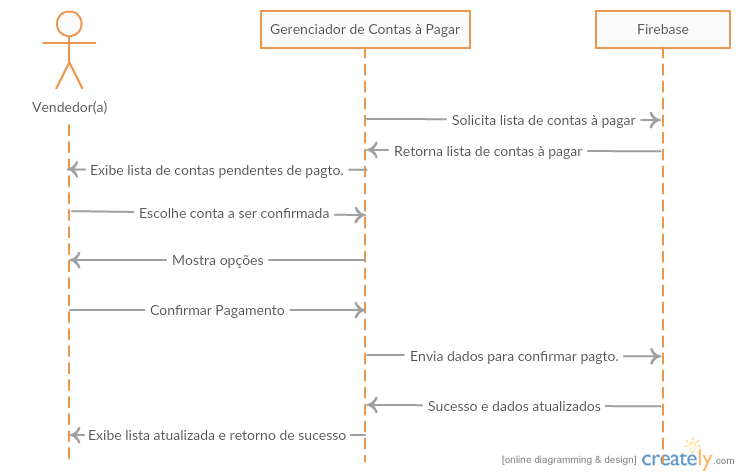 Gerenciador de Contas à Pagar
Firebase
Vendedor(a)
Solicita lista de contas à pagar
Retorna lista de contas à pagar
Exibe lista de contas pendentes de pagto.
Escolhe conta a ser confirmada
Mostra opções
Confirmar Pagamento
Envia dados para confirmar pagto.
Sucesso e dados atualizados
Exibe lista atualizada e retorno de sucesso
[online diagramming & design] creately.com